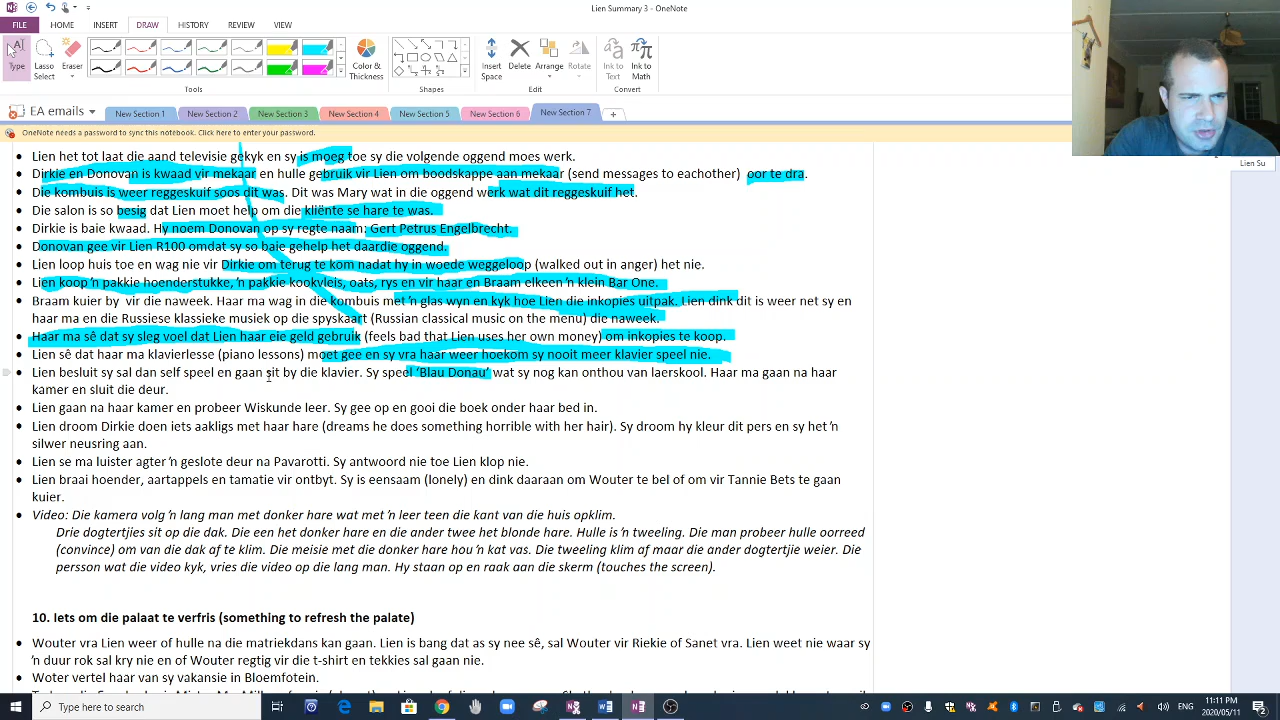 Lien Summary 3 - OneNote
FILE HOME INSERT DRAW HISTORY REVIEW VIEW
Type Lasso Select Eraser Color & Thickness Insert Space Delete Arrange Rotate Ink to Text Ink to Math
Tools Shapes Edit Convert
EA emails New Section 1 New Section 2 New Section 3 New Section 4 New Section 5 New Section 6 New Section 7
OneNote needs a password to sync this notebook. Click here to enter your password.
Lien Su
• Lien het tot laat die aand televisie gekyk en sy is moeg toe sy die volgende oggend moes werk.
• Dirkie en Donovan is kwaad vir mekaar en hulle gebruik vir Lien om boodskappe aan mekaar (send messages to eachother) oor te dra.
• Die kombuis is weer reggeskuif soos dit was. Dit was Mary wat in die oggend werk wat dit reggeskuif het.
• Die salon is so besig dat Lien moet help om die kliënte se hare te was.
• Dirkie is baie kwaad. Hy noem Donovan op sy regte naam: Gert Petrus Engelbrecht.
• Donovan gee vir Lien R100 omdat sy so baie gehelp het daardie oggend.
• Lien loop huis toe en wag nie vir Dirkie om terug te kom nadat hy in woede weggeloop (walked out in anger) het nie.
• Lien koop 'n pakkie hoenderstukke, 'n pakkie kookvleis, oats, rys en vir haar en Braam elkeen 'n klein Bar One.
• Braam kuier by vir die naweek. Haar ma wag in die kombuis met 'n glas wyn en kyk hoe Lien die inkopies uitpak. Lien dink dit is weer net sy en
haar ma en die Russiese klassieke musiek op die spyskaart (Russian classical music on the menu) die naweek.
• Haar ma sê dat sy sleg voel dat Lien haar eie geld gebruik (feels bad that Lien uses her own money) om inkopies te koop.
• Lien sê dat haar ma klavierlesse (piano lessons) moet gee en sy vra haar weer hoekom sy nooit meer klavier speel nie.
• Lien besluit sy sal dan self speel en gaan sit by die klavier. Sy speel 'Blau Donau' wat sy nog kan onthou van laerskool. Haar ma gaan na haar
kamer en sluit die deur.
• Lien gaan na haar kamer en probeer Wiskunde leer. Sy gee op en gooi die boek onder haar bed in.
• Lien droom Dirkie doen iets aakligs met haar hare (dreams he does something horrible with her hair). Sy droom hy kleur dit pers en sy het 'n
silwer neusring aan.
• Lien se ma luister agter 'n geslote deur na Pavarotti. Sy antwoord nie toe Lien klop nie.
• Lien braai hoender, aartappels en tamatie vir ontbyt. Sy is eensaam (lonely) en dink daaraan om Wouter te bel of om vir Tannie Bets te gaan
kuier.
• Video: Die kamera volg 'n lang man met donker hare wat met 'n leer teen die kant van die huis opklim.
Drie dogtertjies sit op die dak. Die een het donker hare en die ander twee het blonde hare. Hulle is 'n tweeling. Die man probeer hulle oorreed
(convince) om van die dak af te klim. Die meisie met die donker hare hou 'n kat vas. Die tweeling klim af maar die ander dogtertjie weier. Die
persson wat die video kyk, vries die video op die lang man. Hy staan op en raak aan die skerm (touches the screen).
10. Iets om die palaat te verfris (something to refresh the palate)
• Wouter vra Lien weer of hulle na die matriekdans kan gaan. Lien is bang dat as sy nee sê, sal Wouter vir Riekie of Sanet vra. Lien weet nie waar sy
'n duur rok sal kry nie en of Wouter regtig vir die t-shirt en tekkies sal gaan nie.
• Woter vertel haar van sy vakansie in Bloemfotein.
Type here to search
11:11 PM
2020/05/11